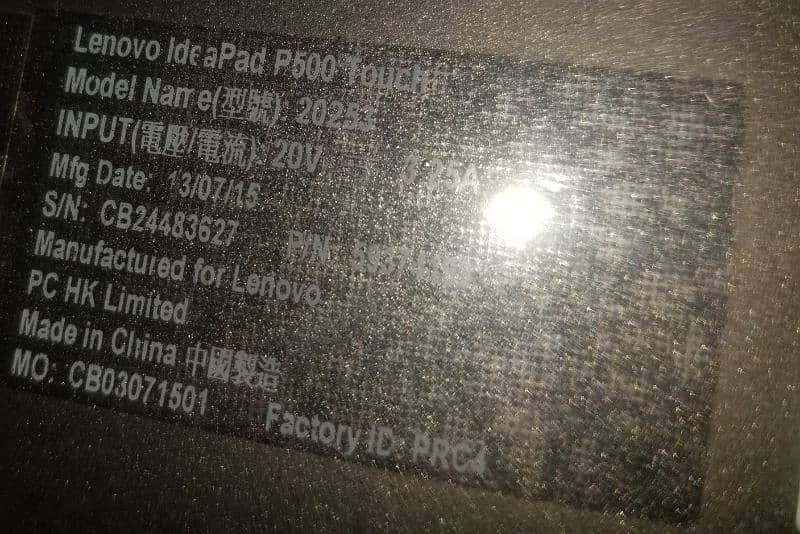 Lenovo IdeaPad P500 Touch
Model Name(型號): 20253
INPUT(電壓/電流): 20V 3.25A
Mfg Date: 13/07/15
S/N: CB24483627 P/N:
Manufactured for Lenovo
PC HK Limited
Made in China 中國製造
MO: CB03071501 Factory ID: PRC4